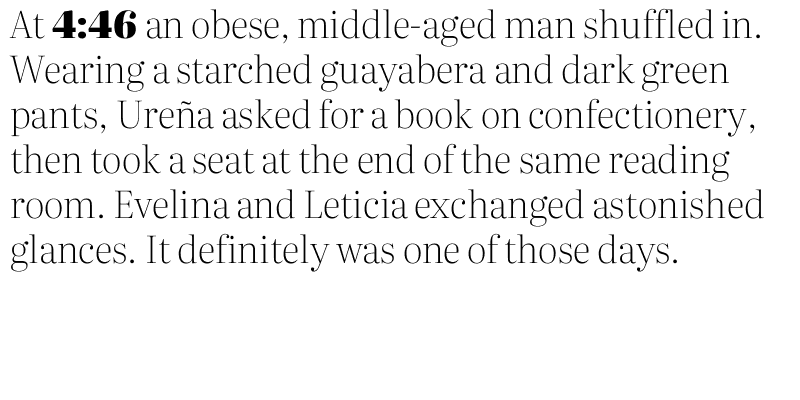 At 4:46 an obese, middle-aged man shuffled in.
Wearing a starched guayabera and dark green
pants, Ureña asked for a book on confectionery,
then took a seat at the end of the same reading
room. Evelina and Leticia exchanged astonished
glances. It definitely was one of those days.